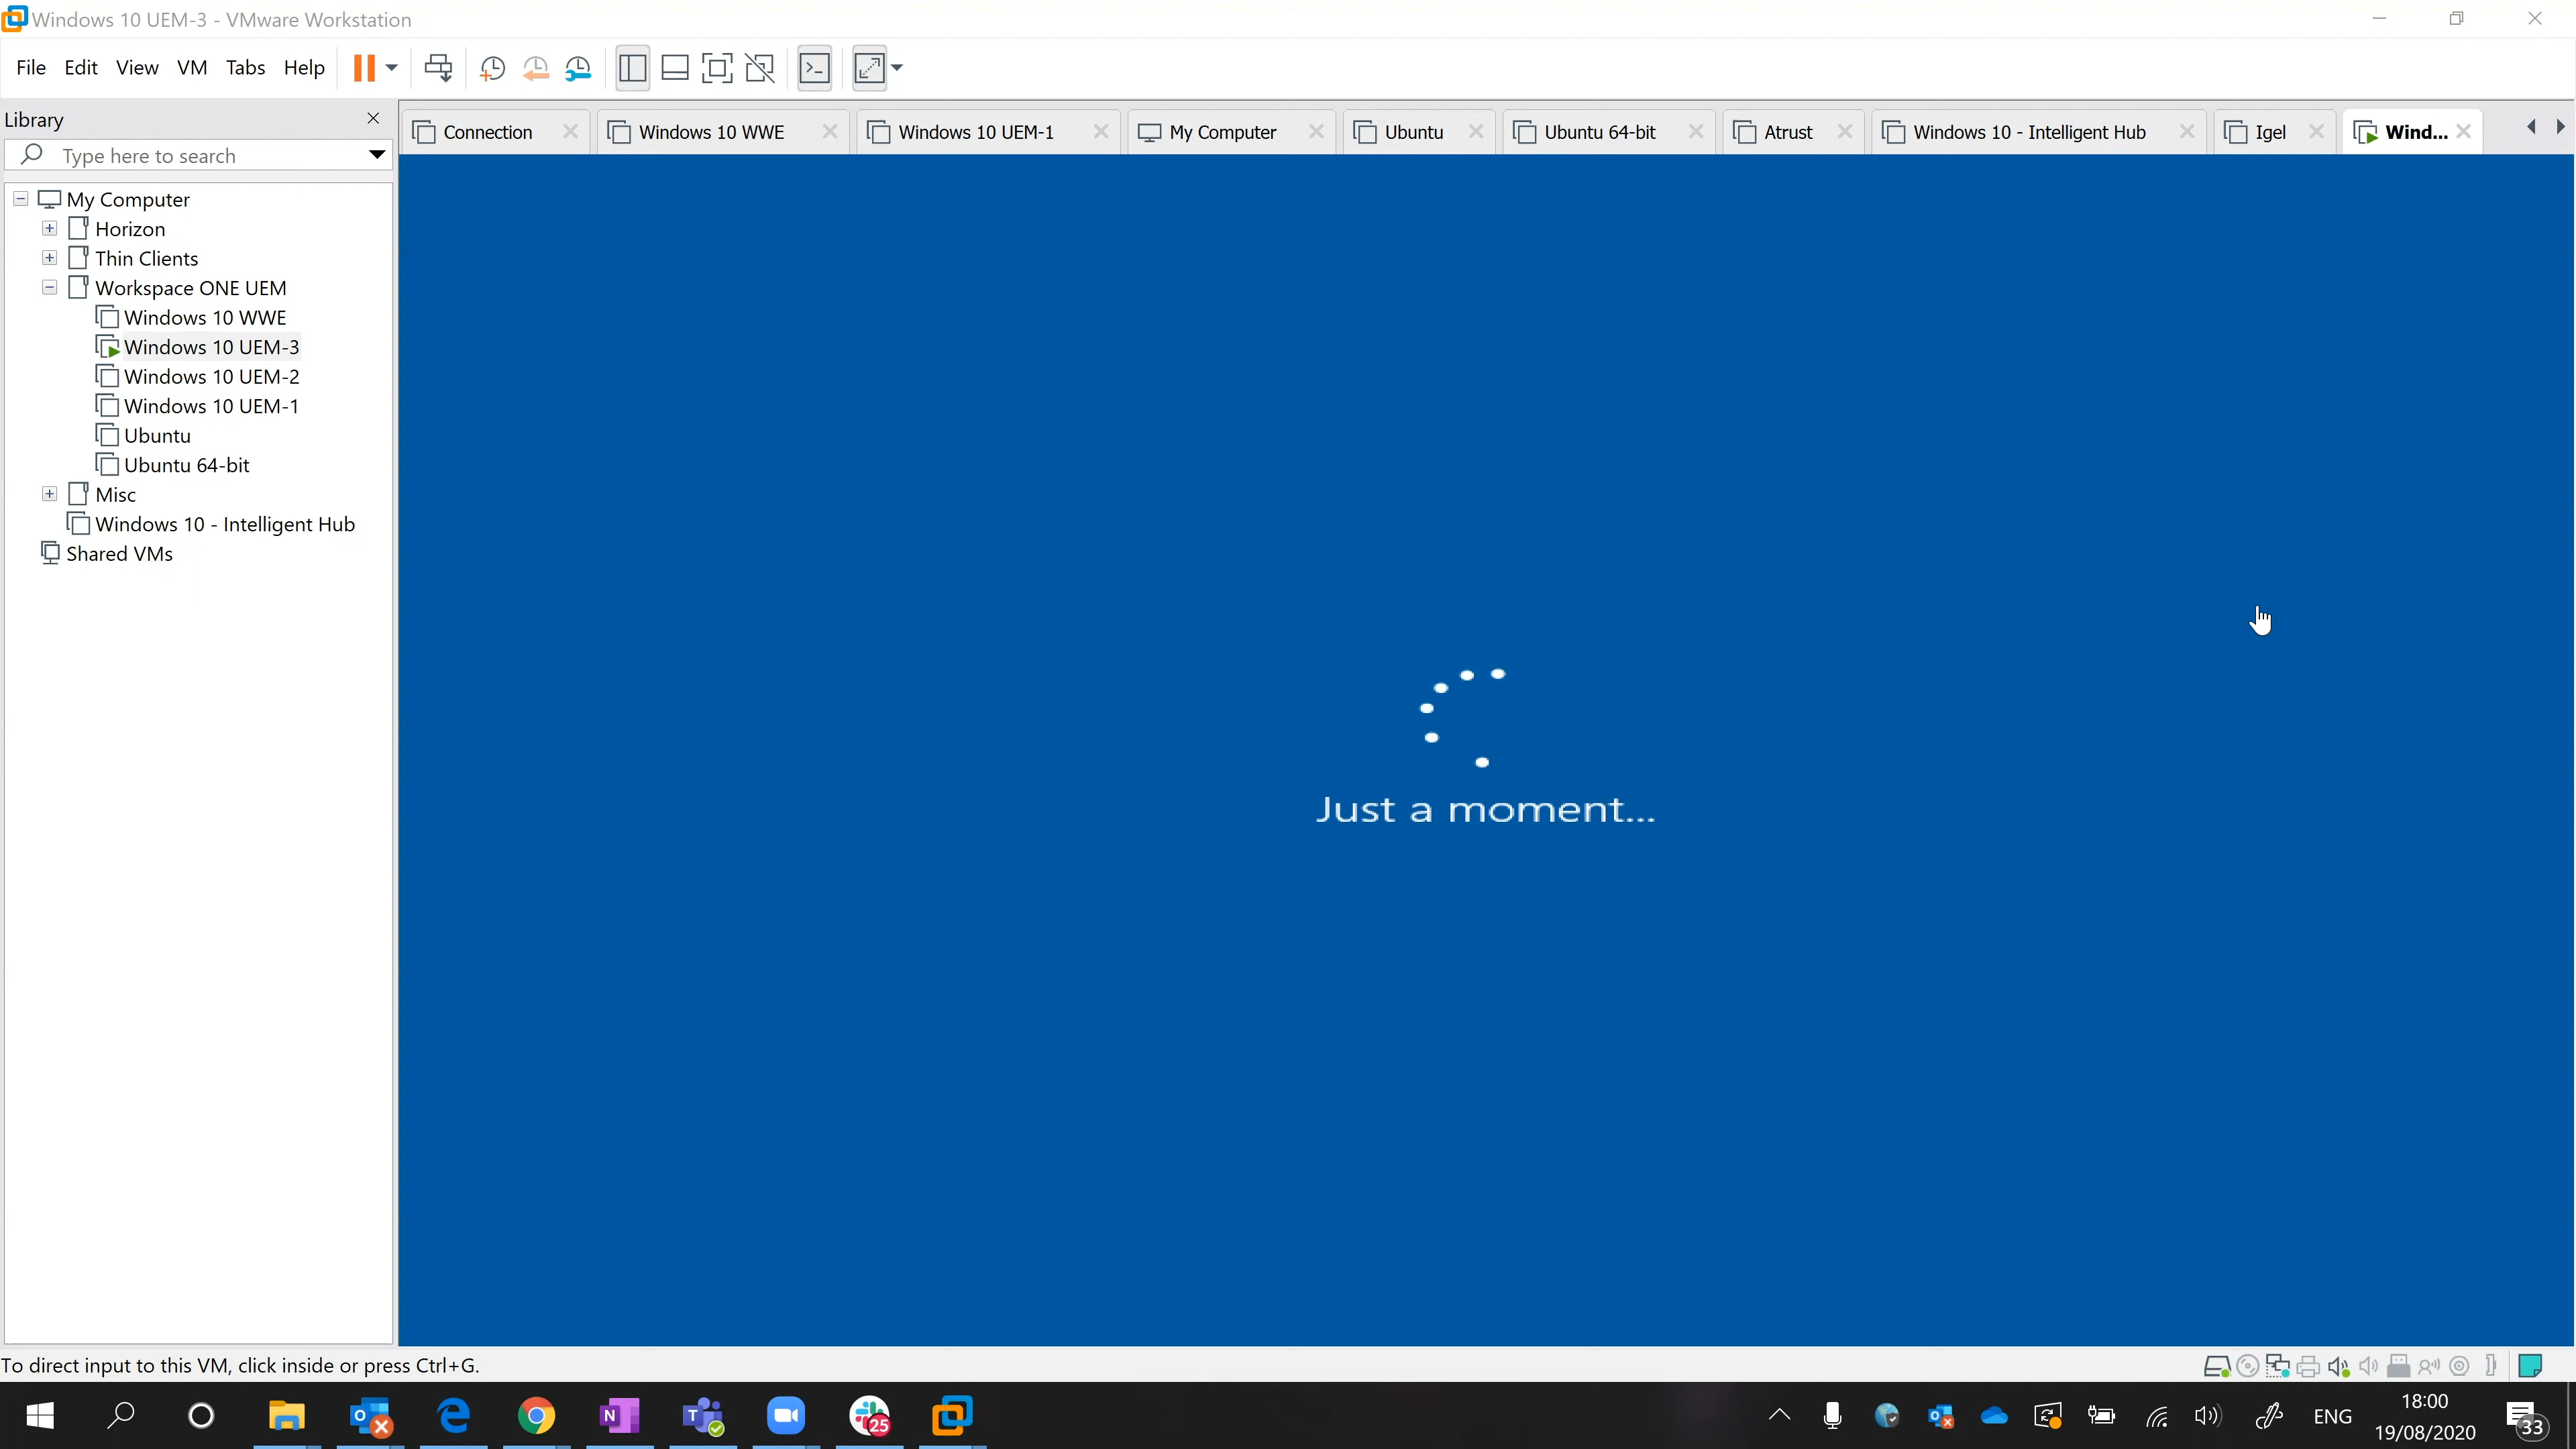 Windows 10 UEM-3 - VMware Workstation
File Edit View VM Tabs Help
Library
Type here to search
Connection
Windows 10 WWE
Windows 10 UEM-1
My Computer
Ubuntu
Ubuntu 64-bit
Atrust
Windows 10 - Intelligent Hub
Igel
Wind...
My Computer
Horizon
Thin Clients
Workspace ONE UEM
Windows 10 WWE
Windows 10 UEM-3
Windows 10 UEM-2
Windows 10 UEM-1
Ubuntu
Ubuntu 64-bit
Misc
Windows 10 - Intelligent Hub
Shared VMs
Just a moment...
To direct input to this VM, click inside or press Ctrl+G.
25
ENG
18:00
19/08/2020
33